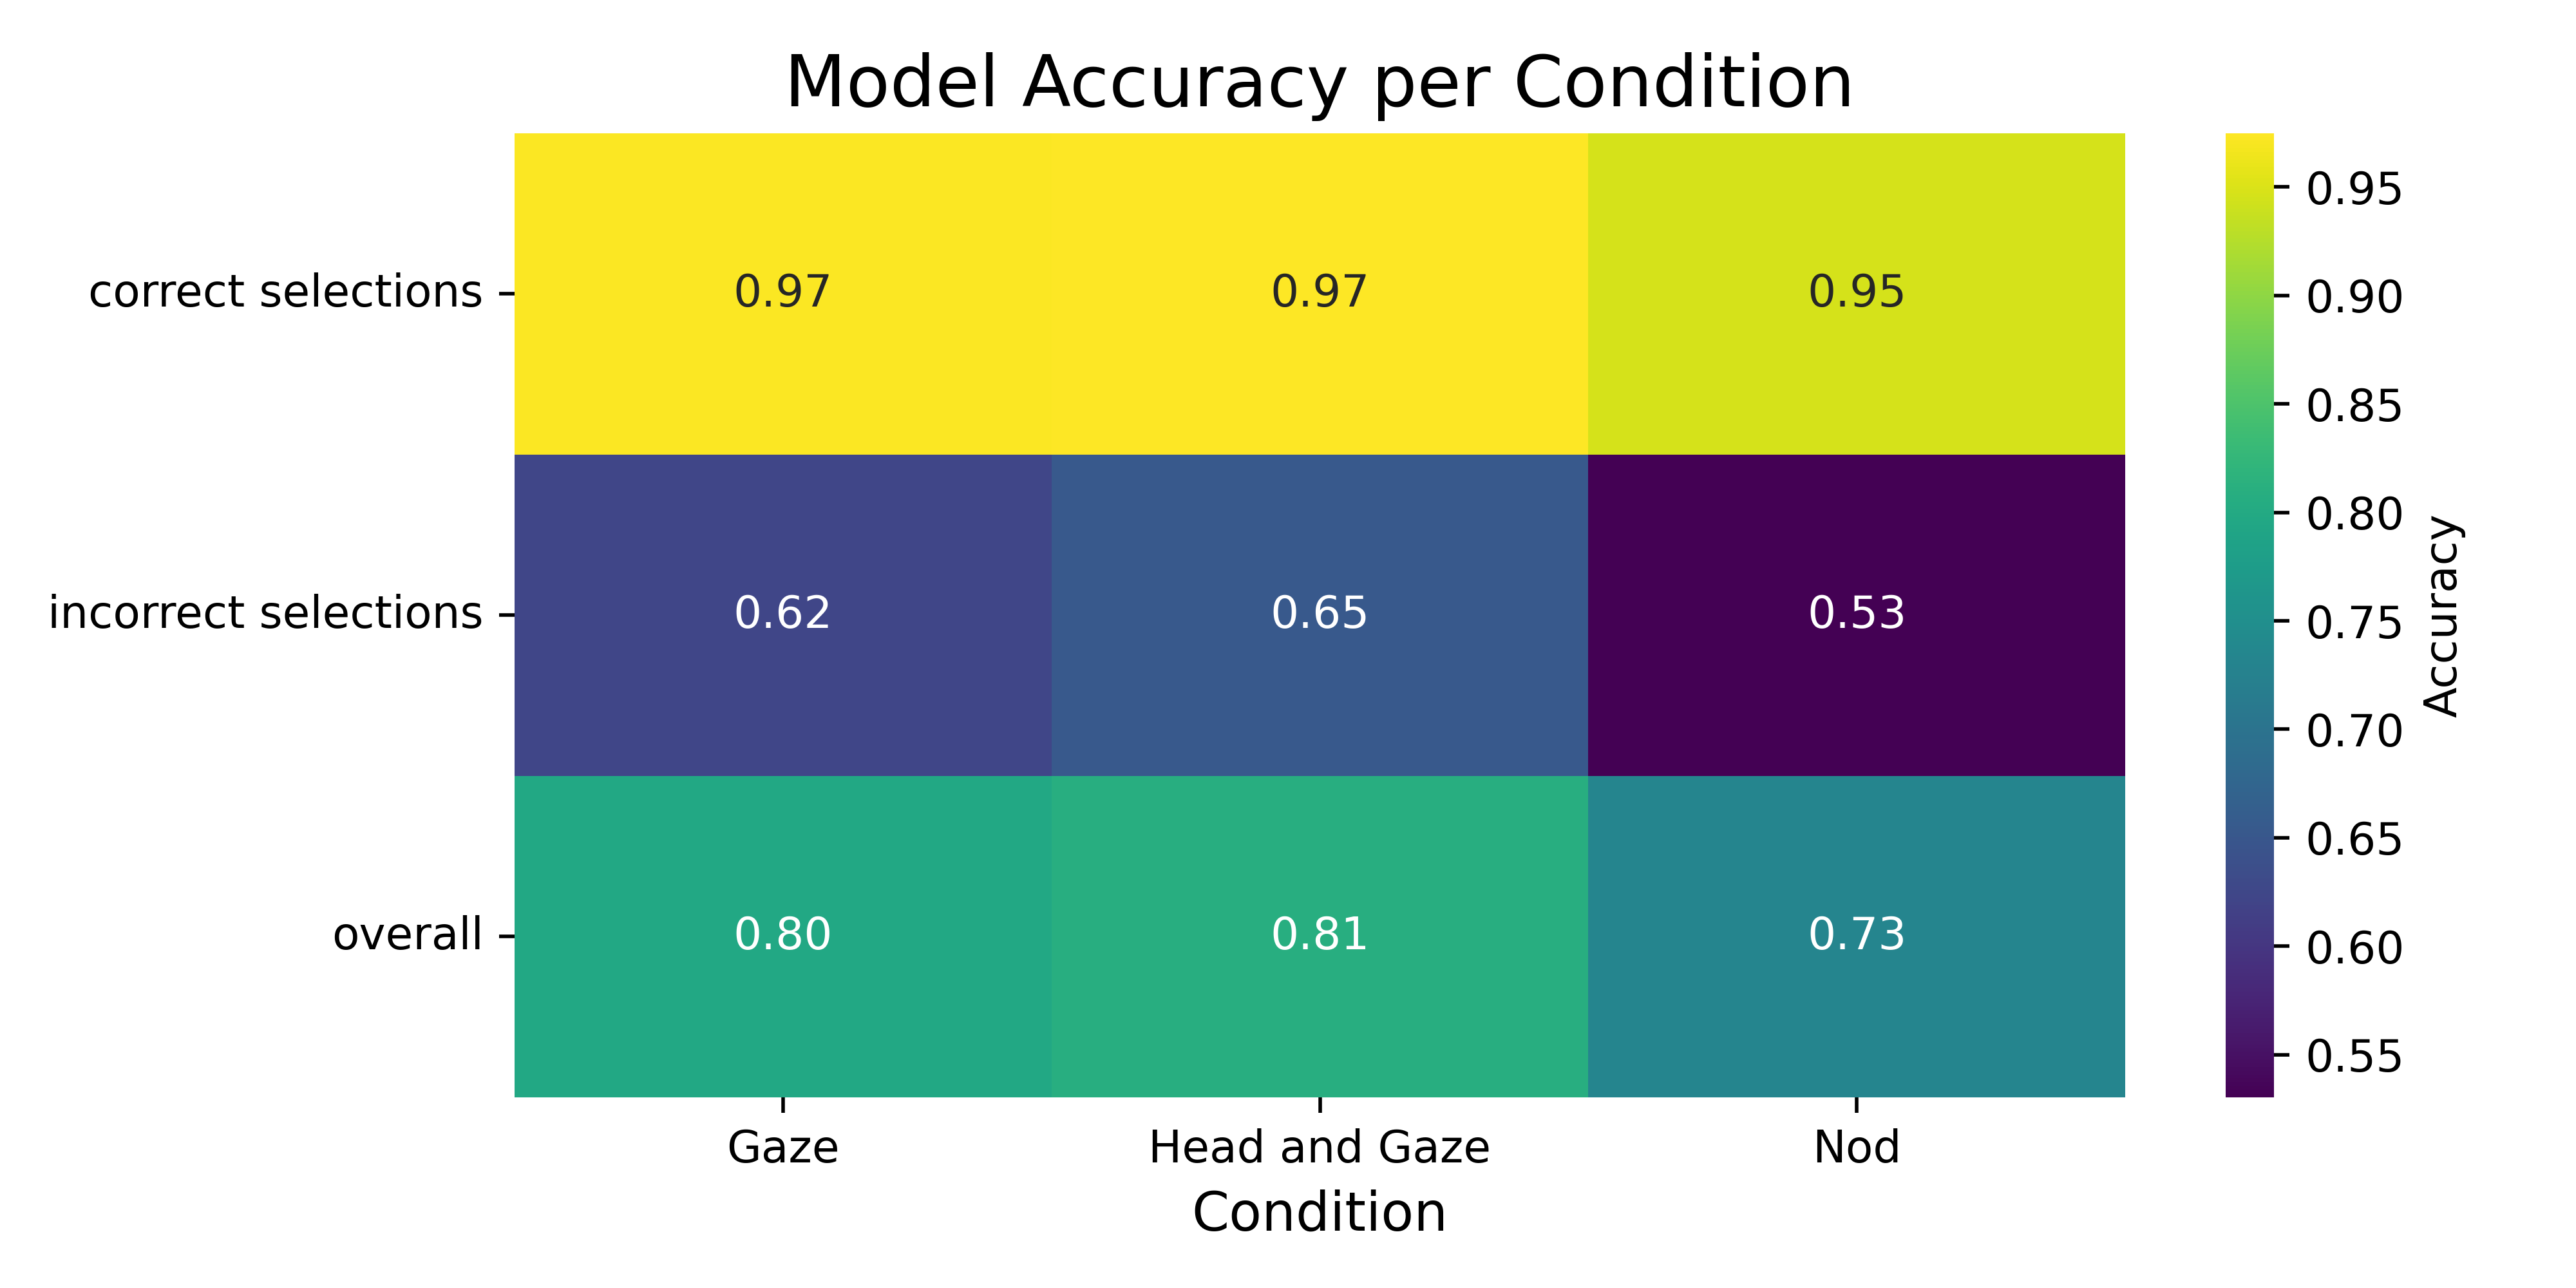 Model Accuracy per Condition
correct selections 0.97 0.97 0.95
incorrect selections 0.62 0.65 0.53
overall 0.80 0.81 0.73
Gaze Head and Gaze Nod
Condition
0.95
0.90
0.85
0.80
0.75
0.70
0.65
0.60
0.55
Accuracy